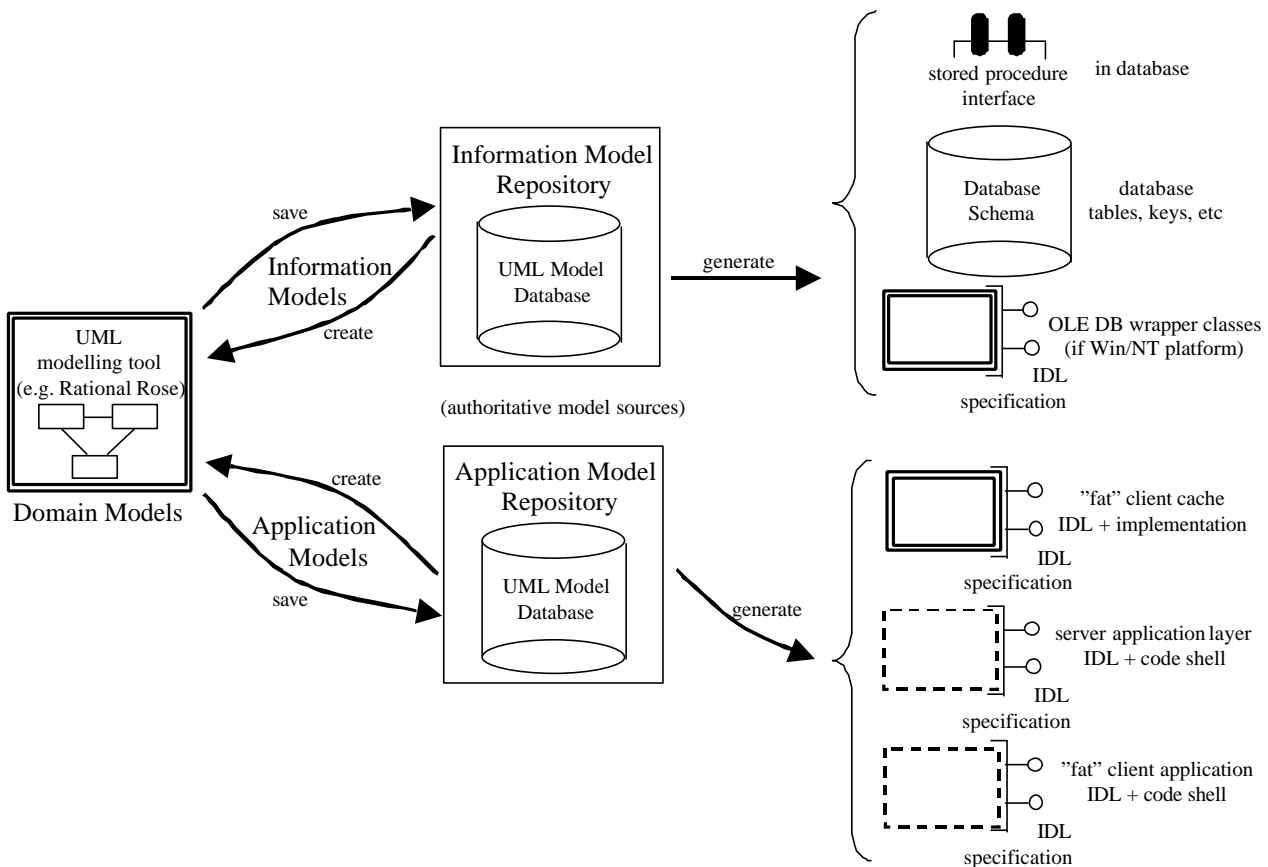 UML
modelling tool
(e.g. Rational Rose)
Domain Models
save
Information
Models
create
create
Application
Models
save
Information Model
Repository
UML Model
Database
(authoritative model sources)
Application Model
Repository
UML Model
Database
generate
generate
stored procedure
interface
in database
Database
Schema
database
tables, keys, etc
OLE DB wrapper classes
(if Win/NT platform)
IDL
specification
”fat” client cache
IDL + implementation
IDL
specification
server application layer
IDL + code shell
IDL
specification
”fat” client application
IDL + code shell
IDL
specification